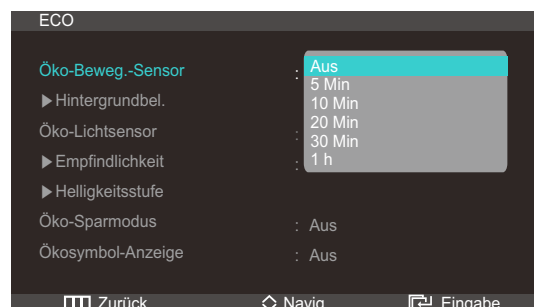 ECO
Öko-Beweg.-Sensor : Aus
5 Min
▶Hintergrundbel.
10 Min
20 Min
Öko-Lichtsensor :
30 Min
▶Empfindlichkeit : 1 h
▶Helligkeitsstufe
Öko-Sparmodus : Aus
Ökosymbol-Anzeige : Aus
Zurück Navig. Eingabe